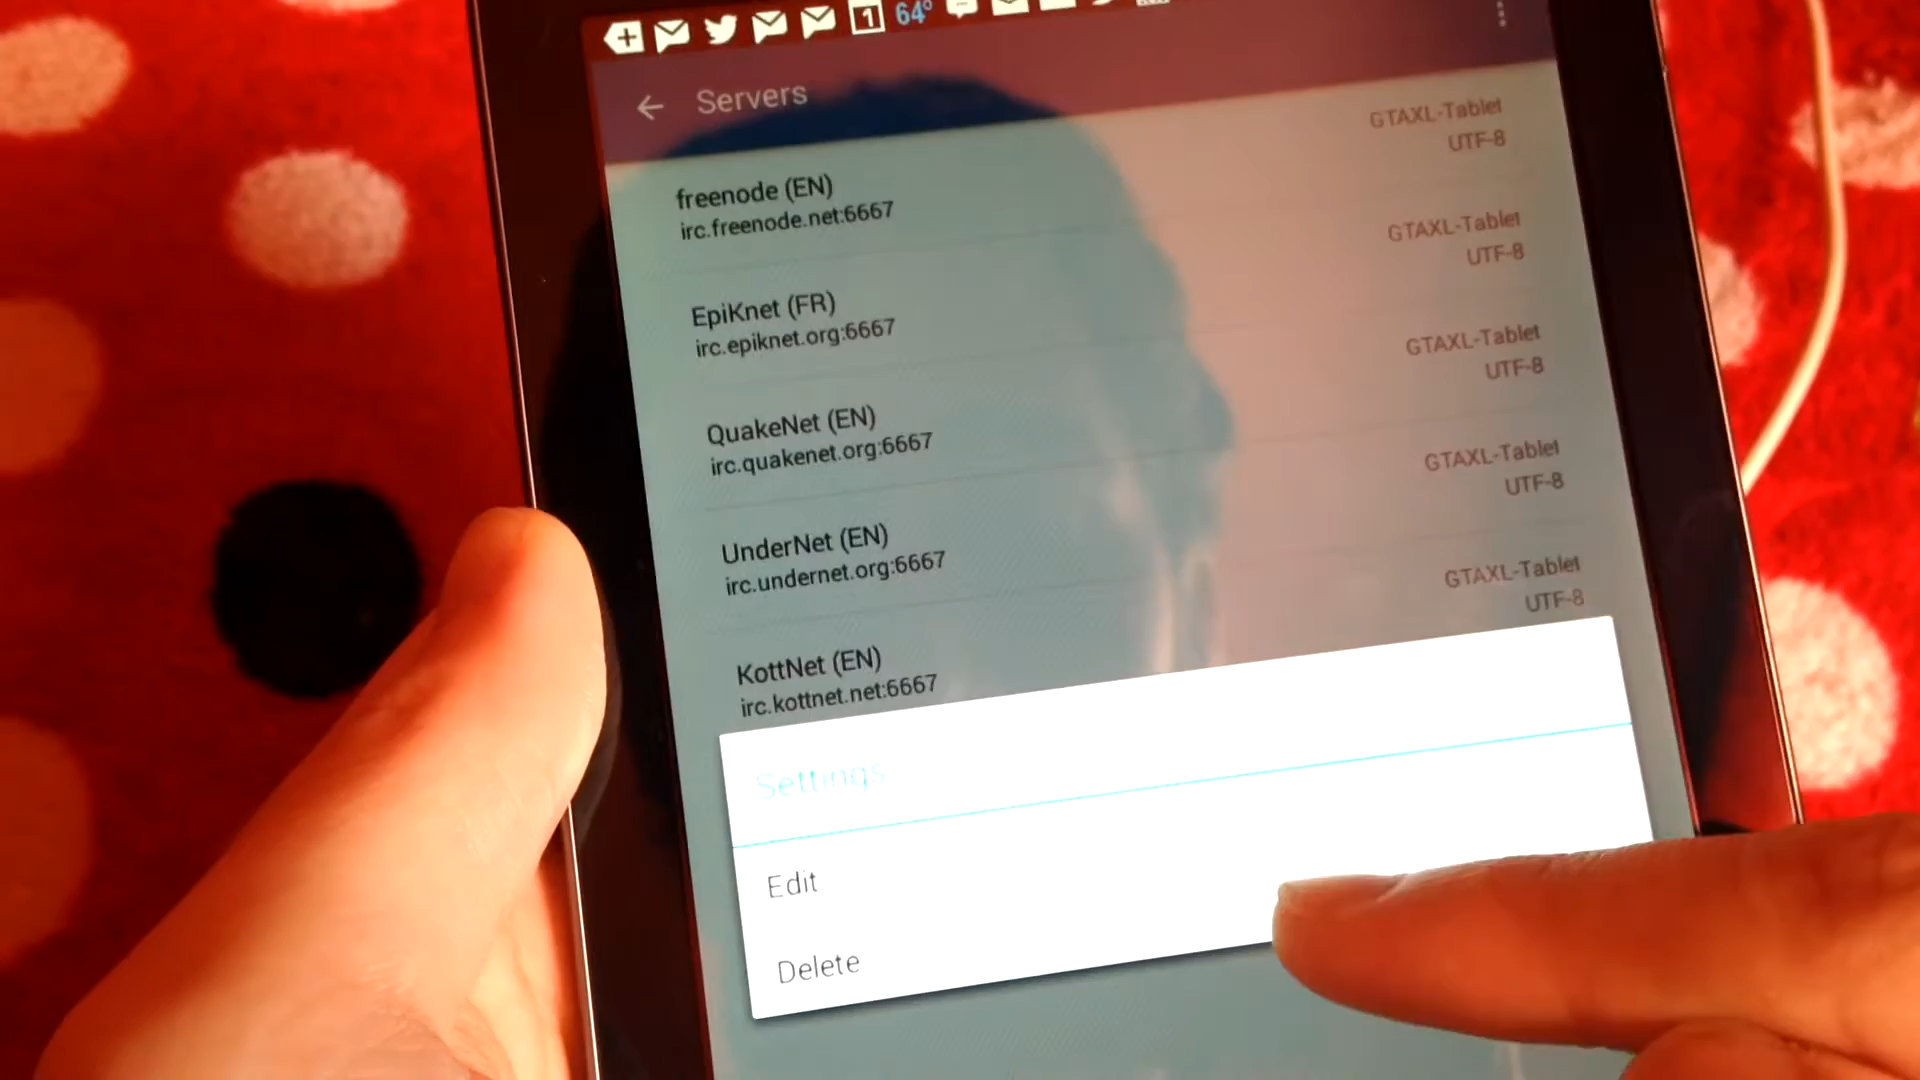 1 64°
Servers
freenode (EN)
irc.freenode.net:6667
GTAXL-Tablet
UTF-8
EpiKnet (FR)
irc.epiknet.org:6667
GTAXL-Tablet
UTF-8
QuakeNet (EN)
irc.quakenet.org:6667
GTAXL-Tablet
UTF-8
UnderNet (EN)
irc.undernet.org:6667
GTAXL-Tablet
UTF-8
KottNet (EN)
irc.kottnet.net:6667
GTAXL-Tablet
UTF-8
Settings
Edit
Delete